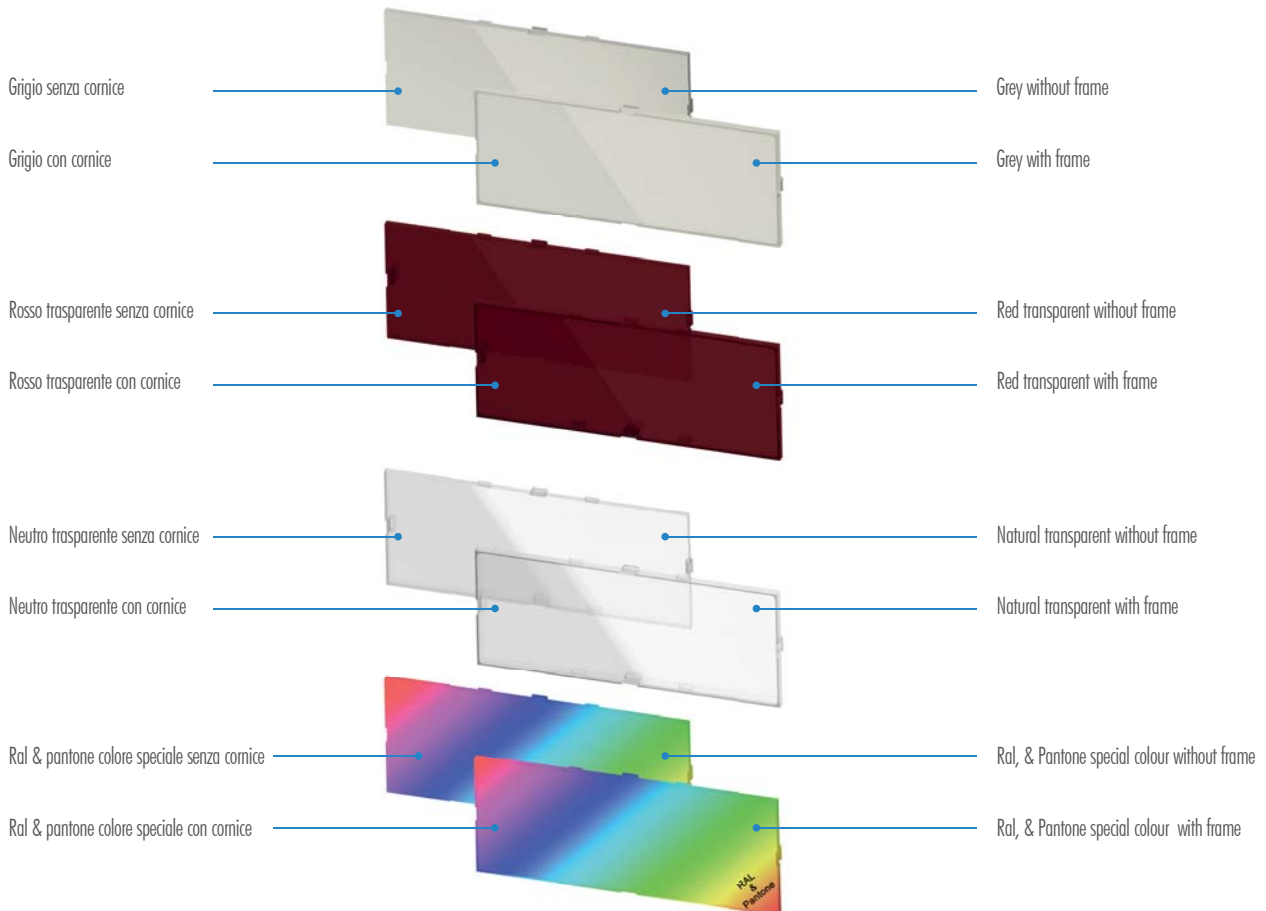 Grigio senza cornice
Grey without frame
Grigio con cornice
Grey with frame
Rosso trasparente senza cornice
Red transparent without frame
Rosso trasparente con cornice
Red transparent with frame
Neutro trasparente senza cornice
Natural transparent without frame
Neutro trasparente con cornice
Natural transparent with frame
Ral & pantone colore speciale senza cornice
Ral, & Pantone special colour without frame
Ral & pantone colore speciale con cornice
Ral, & Pantone special colour with frame
RAL
&
Pantone